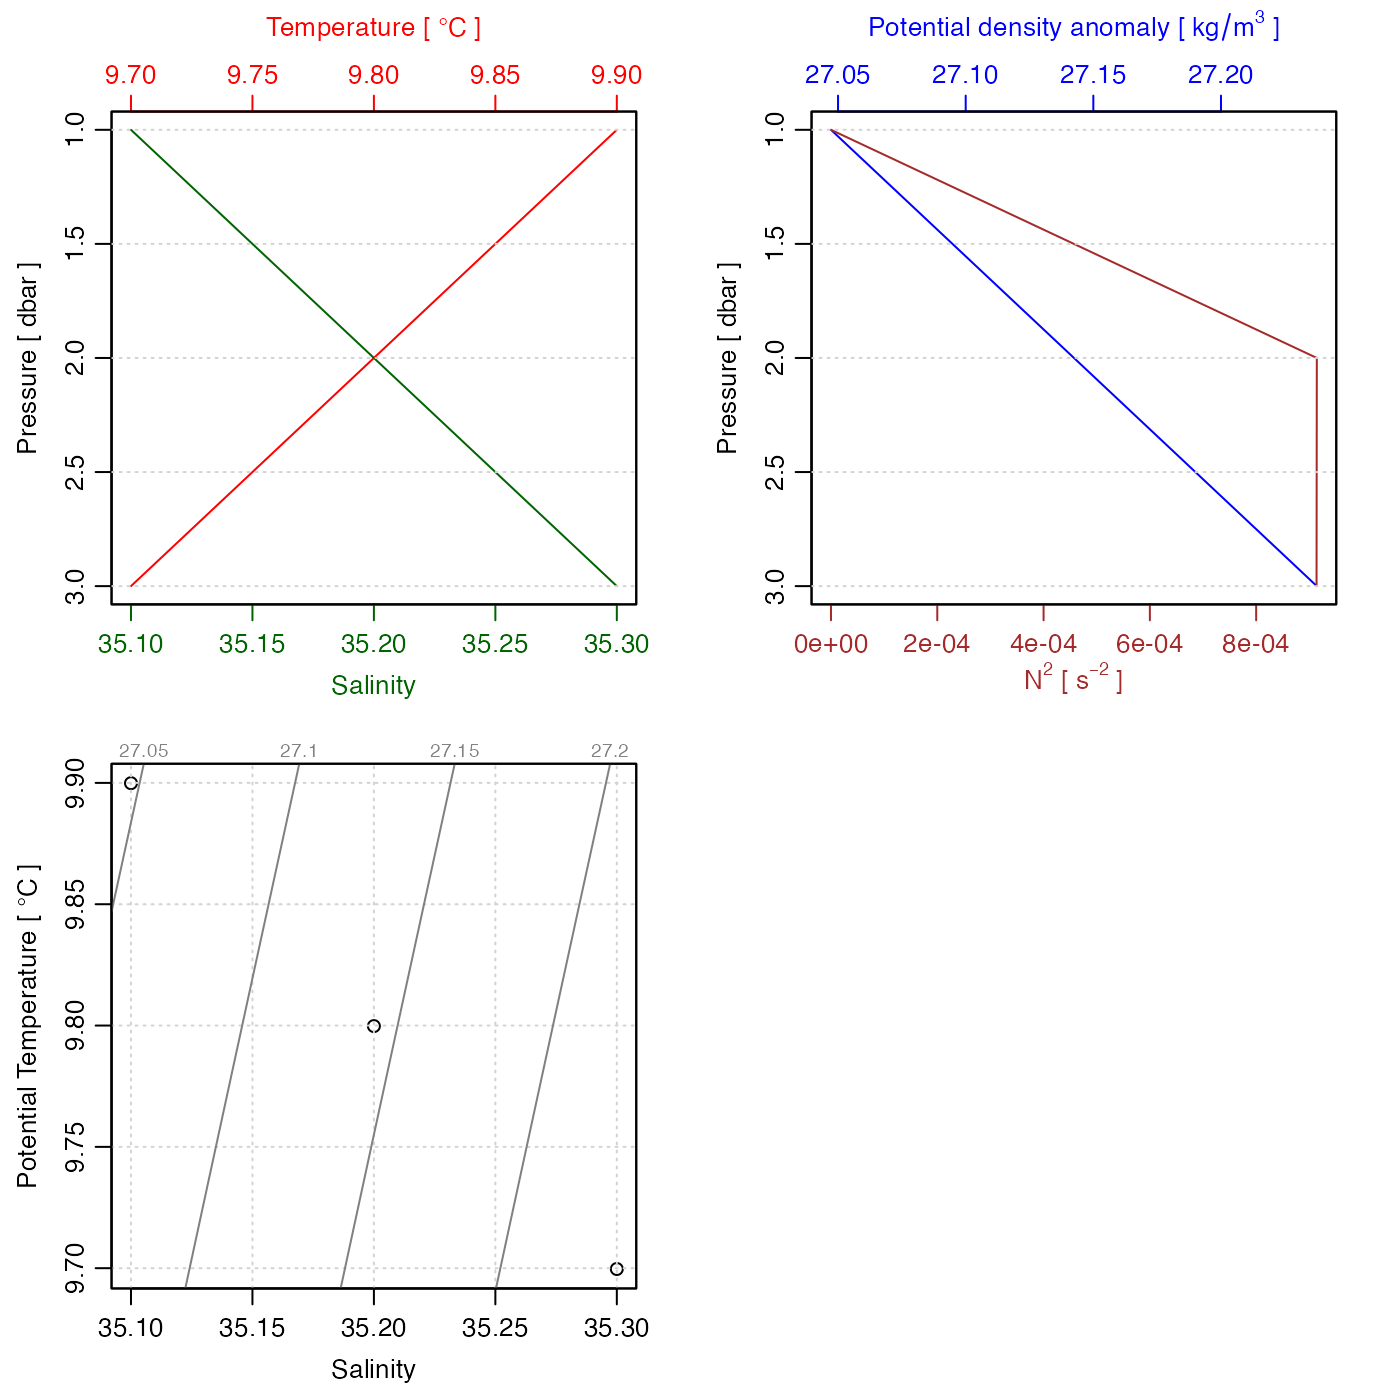 Temperature [ °C ]
9.70 9.75 9.80 9.85 9.90
1.0
1.5
2.0
2.5
3.0
Pressure [ dbar ]
35.10 35.15 35.20 35.25 35.30
Salinity
Potential density anomaly [ kg/m³ ]
27.05 27.10 27.15 27.20
1.0
1.5
2.0
2.5
3.0
Pressure [ dbar ]
0e+00 2e-04 4e-04 6e-04 8e-04
N² [ s⁻² ]
27.05 27.1 27.15 27.2
9.90
9.85
9.80
9.75
9.70
Potential Temperature [ °C ]
35.10 35.15 35.20 35.25 35.30
Salinity